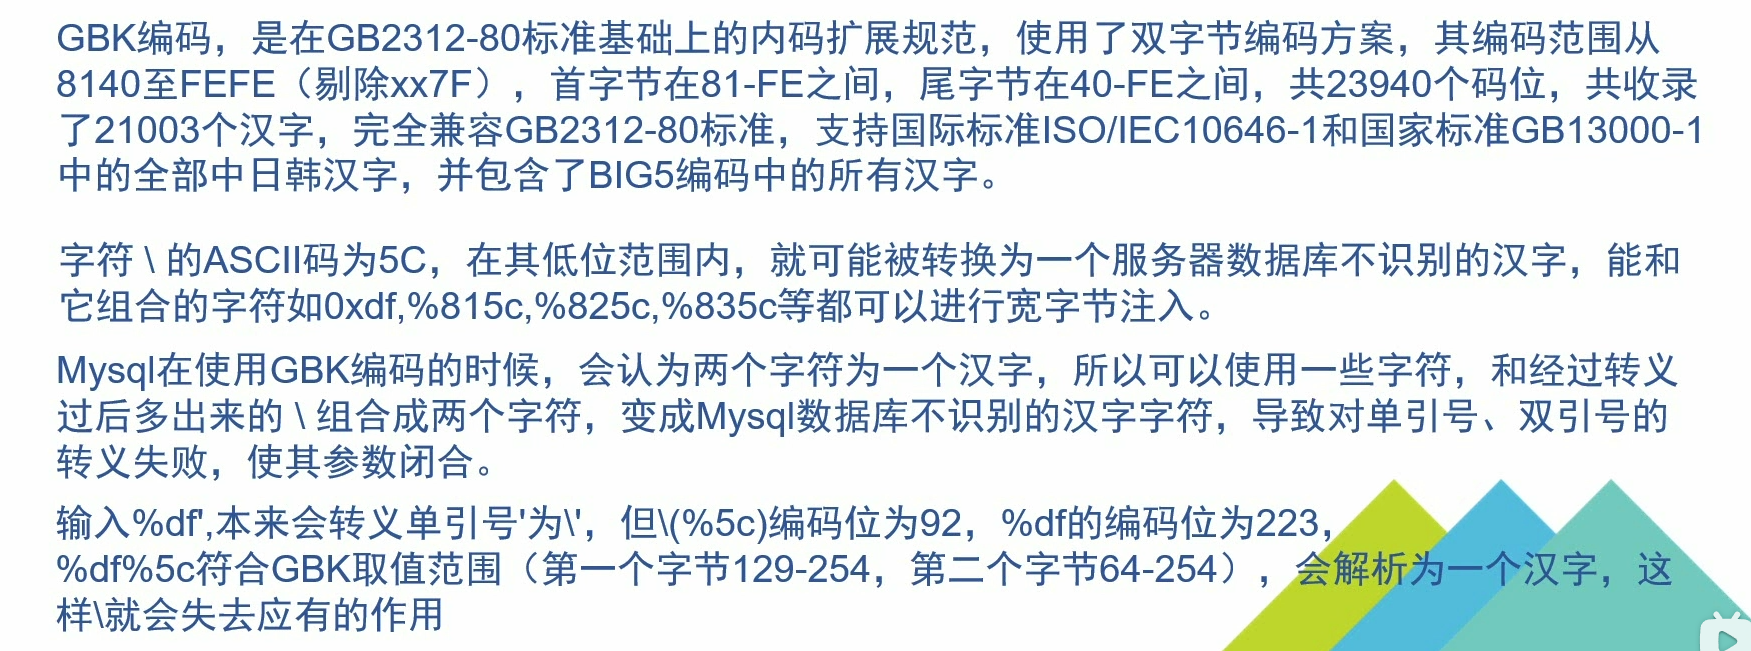 GBK编码，是在GB2312-80标准基础上的内码扩展规范，使用了双字节编码方案，其编码范围从
8140至FEFE（剔除xx7F），首字节在81-FE之间，尾字节在40-FE之间，共23940个码位，共收录
了21003个汉字，完全兼容GB2312-80标准，支持国际标准ISO/IEC10646-1和国家标准GB13000-1
中的全部中日韩汉字，并包含了BIG5编码中的所有汉字。
字符 \ 的ASCII码为5C，在其低位范围内，就可能被转换为一个服务器数据库不识别的汉字，能和
它组合的字符如0xdf,%815c,%825c,%835c等都可以进行宽字节注入。
Mysql在使用GBK编码的时候，会认为两个字符为一个汉字，所以可以使用一些字符，和经过转义
过后多出来的 \ 组合成两个字符，变成Mysql数据库不识别的汉字字符，导致对单引号、双引号的
转义失败，使其参数闭合。
输入%df',本来会转义单引号'为\'，但\(%5c)编码位为92，%df的编码位为223，
%df%5c符合GBK取值范围（第一个字节129-254，第二个字节64-254），会解析为一个汉字，这
样\就会失去应有的作用